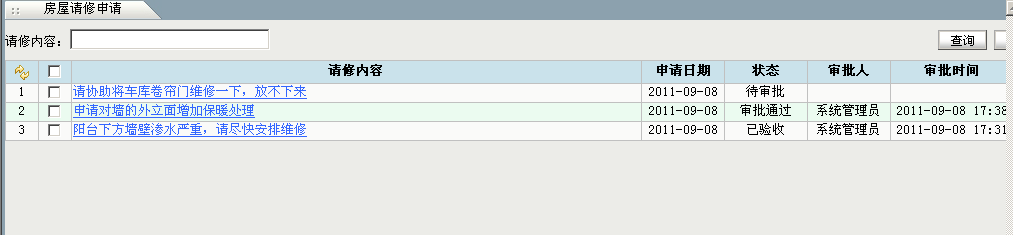 房屋请修申请
请修内容:
查询
请修内容 申请日期 状态 审批人 审批时间
1 请协助将车库卷帘门维修一下，放不下来 2011-09-08 待审批
2 申请对墙的外立面增加保暖处理 2011-09-08 审批通过 系统管理员 2011-09-08 17:38
3 阳台下方墙壁渗水严重，请尽快安排维修 2011-09-08 已验收 系统管理员 2011-09-08 17:31